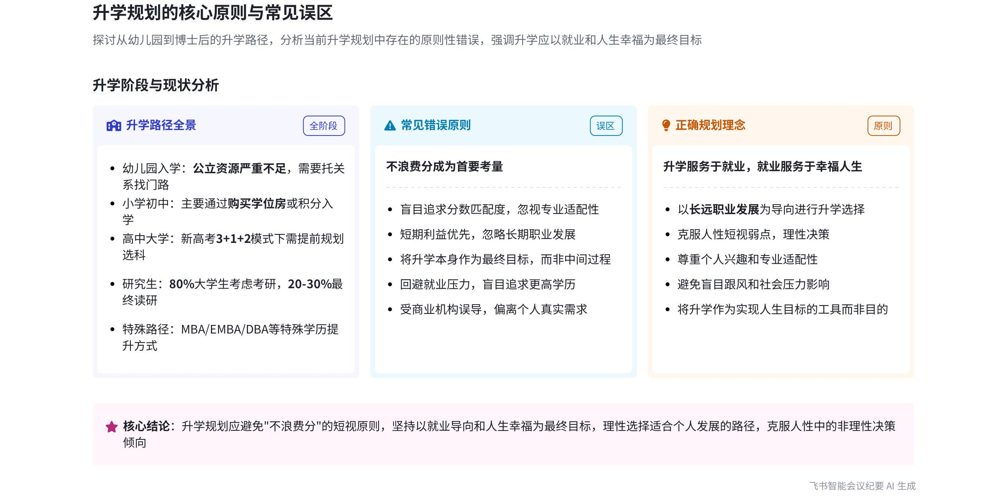 升学规划的核心原则与常见误区
探讨从幼儿园到博士后的升学路径，分析当前升学规划中存在的原则性错误，强调升学应以就业和人生幸福为最终目标
升学阶段与现状分析
升学路径全景
全阶段
幼儿园入学：公立资源严重不足，需要托关
系找门路
小学初中：主要通过购买学位房或积分入
学
高中大学：新高考3+1+2模式下需提前规划
选科
研究生：80%大学生考虑考研，20-30%最
终读研
特殊路径：MBA/EMBA/DBA等特殊学历提
升方式
常见错误原则
误区
不浪费分成为首要考量
盲目追求分数匹配度，忽视专业适配性
短期利益优先，忽略长期职业发展
将升学本身作为最终目标，而非中间过程
回避就业压力，盲目追求更高学历
受商业机构误导，偏离个人真实需求
正确规划理念
原则
升学服务于就业，就业服务于幸福人生
以长远职业发展为导向进行升学选择
克服人性短视弱点，理性决策
尊重个人兴趣和专业适配性
避免盲目跟风和社会压力影响
将升学作为实现人生目标的工具而非目的
核心结论：升学规划应避免"不浪费分"的短视原则，坚持以就业导向和人生幸福为最终目标，理性选择适合个人发展的路径，克服人性中的非理性决策
倾向
飞书智能会议纪要 AI 生成